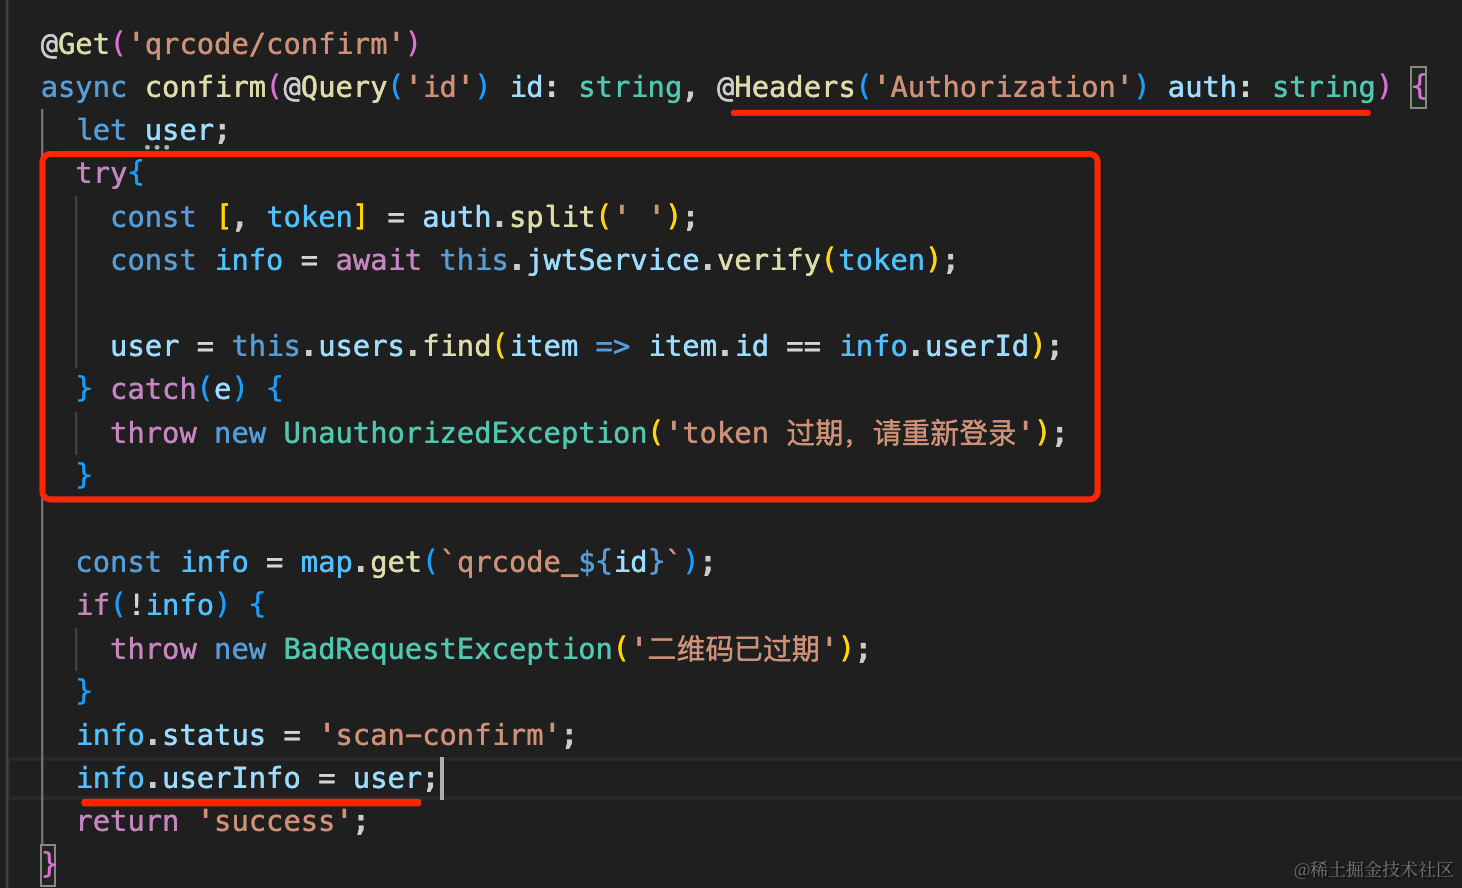 @Get('qrcode/confirm')
async confirm(@Query('id') id: string, @Headers('Authorization') auth: string) {
  let user;
  try{
    const [, token] = auth.split(' ');
    const info = await this.jwtService.verify(token);

    user = this.users.find(item => item.id == info.userId);
  } catch(e) {
    throw new UnauthorizedException('token 过期，请重新登录');
  }

  const info = map.get(`qrcode_${id}`);
  if(!info) {
    throw new BadRequestException('二维码已过期');
  }
  info.status = 'scan-confirm';
  info.userInfo = user;
  return 'success';
}
@稀土掘金技术社区